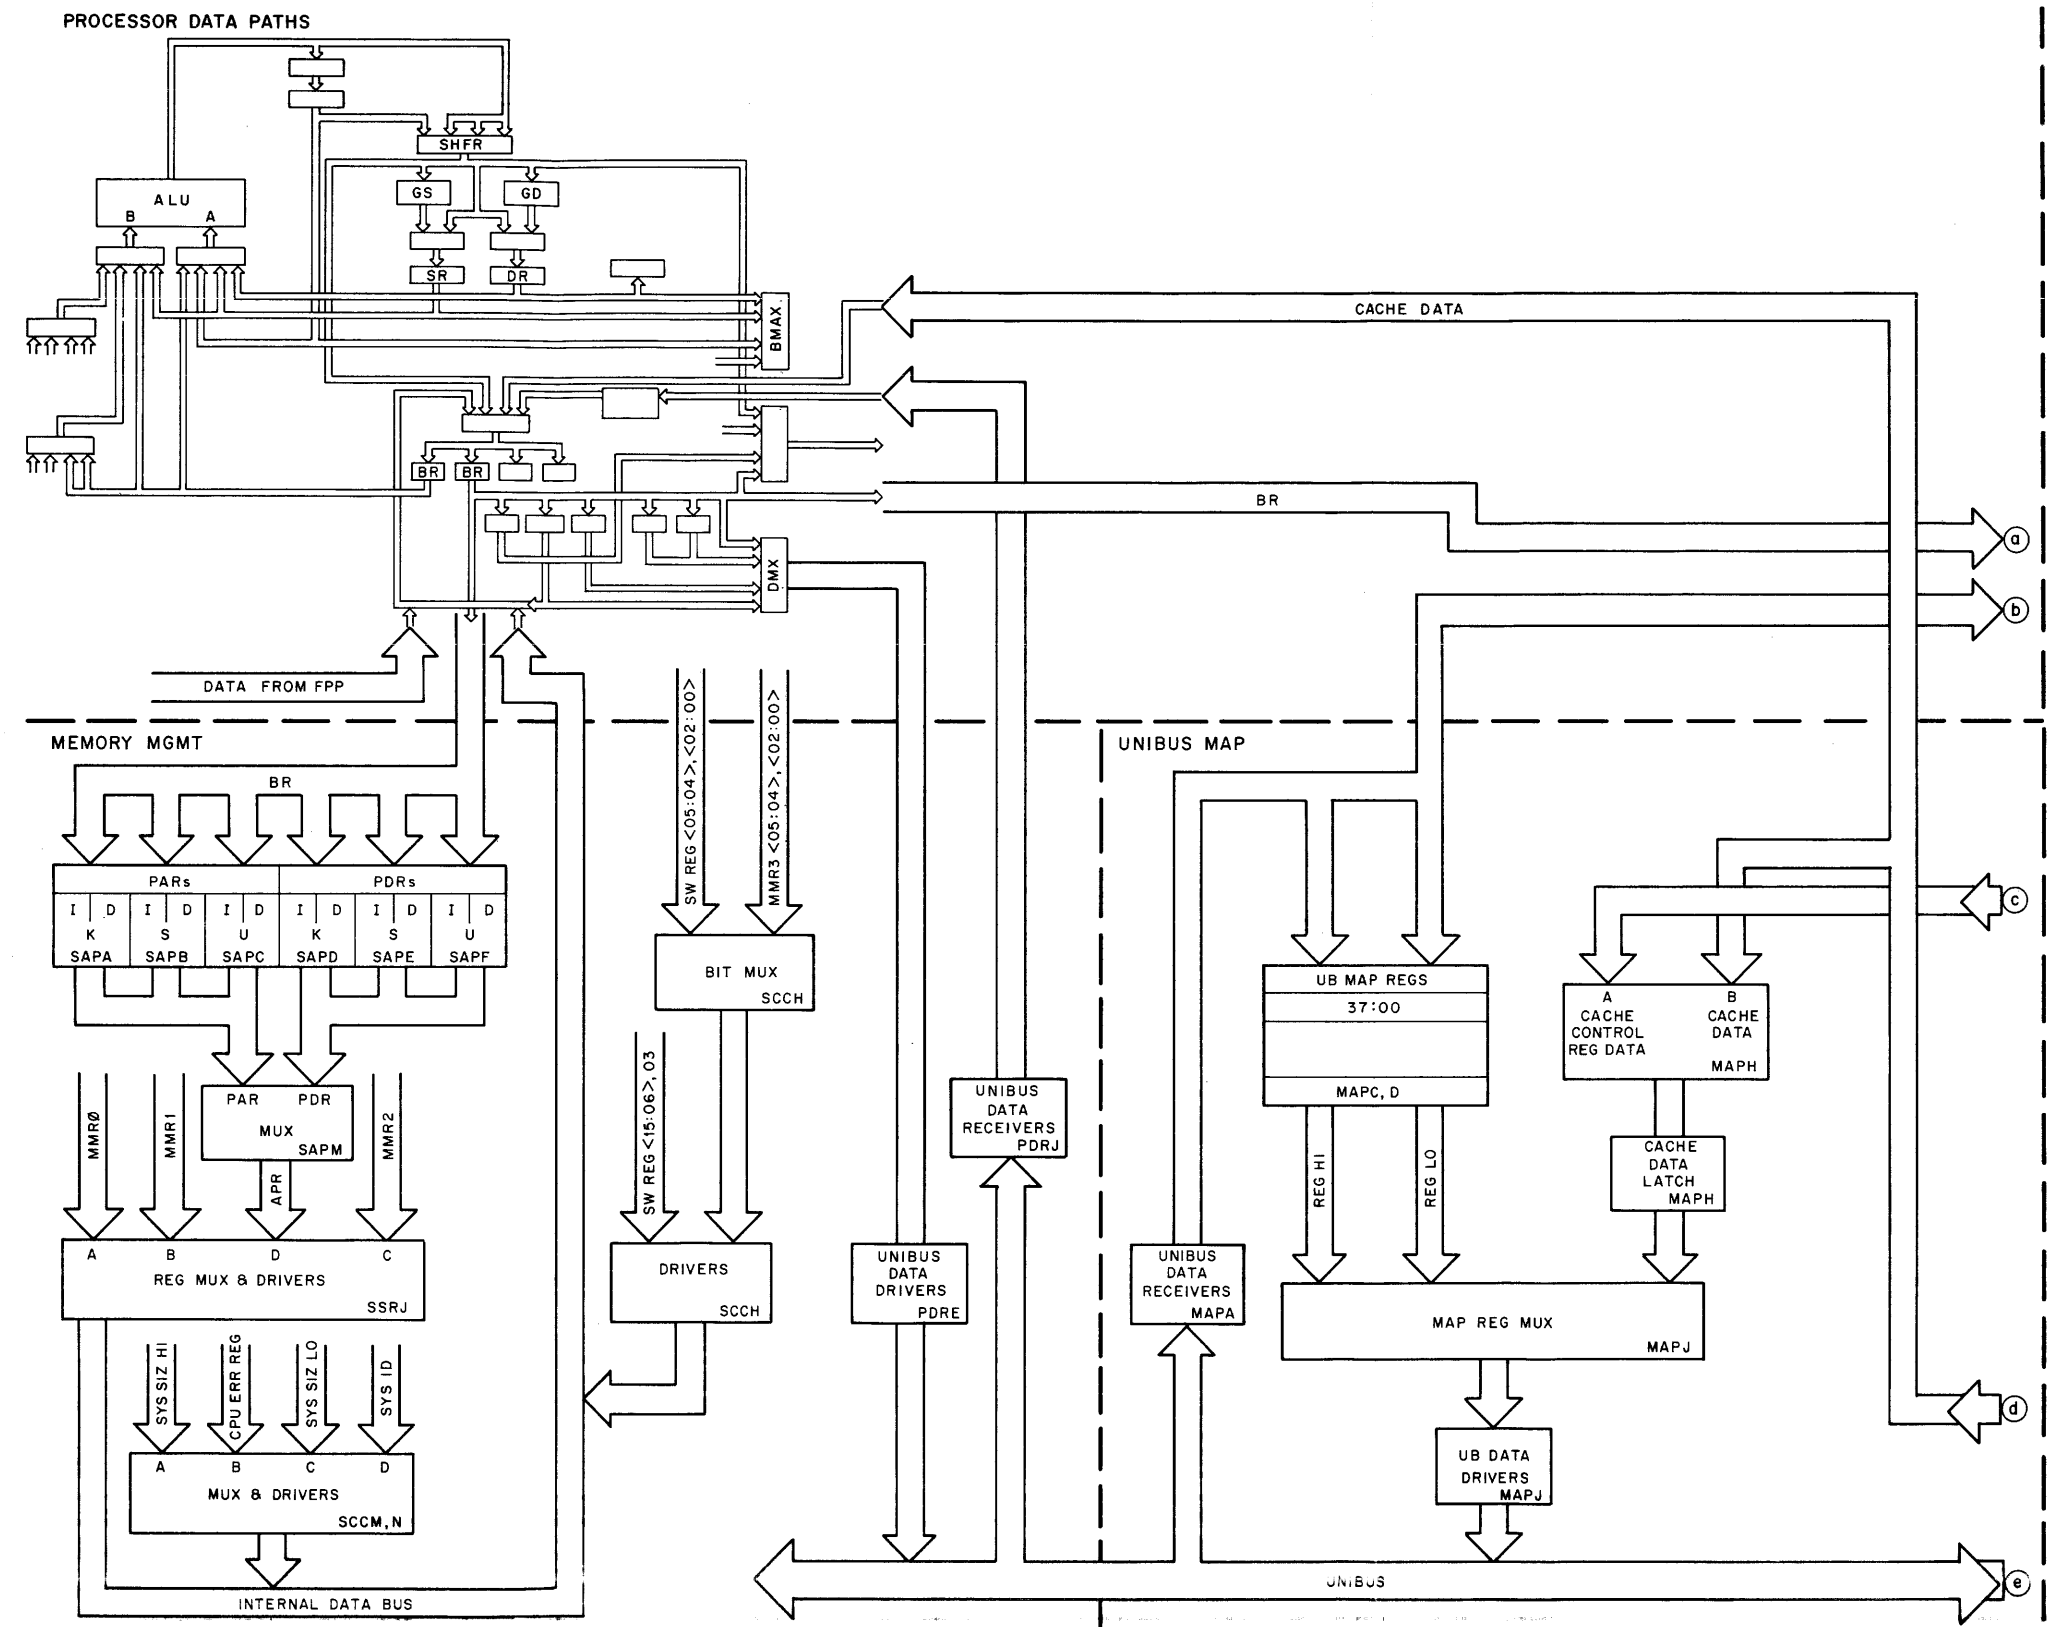 PROCESSOR DATA PATHS
SHFR
ALU
B A
GS
GD
SR
DR
BMAX
CACHE DATA
BR
BR
BR
a
DMX
b
DATA FROM FPP
MEMORY MGMT
UNIBUS MAP
SW REG <05:04>,<02:00>
MMR3 <05:04>,<02:00>
BR
PARs PDRs
I D I D I D I D I D I D
K S U K S U
SAPA SAPB SAPC SAPD SAPE SAPF
c
BIT MUX
SCCH
UB MAP REGS
37:00
MAPC, D
A B
CACHE CONTROL REG DATA
CACHE DATA
MAPH
MMRØ
MMR1
PAR PDR
MUX
SAPM
MMR2
APR
SW REG <15:06>, 03
UNIBUS
DATA
RECEIVERS
PDRJ
REG HI
REG LO
CACHE
DATA
LATCH
MAPH
A B D C
REG MUX & DRIVERS
SSRJ
DRIVERS
SCCH
UNIBUS
DATA
DRIVERS
PDRE
UNIBUS
DATA
RECEIVERS
MAPA
MAP REG MUX
MAPJ
SYS SIZ HI
CPU ERR REG
SYS SIZ LO
SYS ID
d
A B C D
MUX & DRIVERS
SCCM, N
UB DATA
DRIVERS
MAPJ
UNIBUS
e
INTERNAL DATA BUS